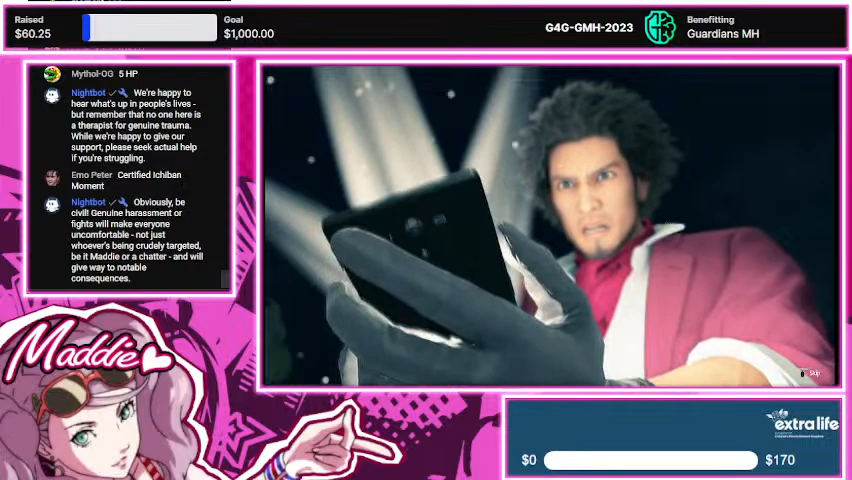 Raised
$60.25
Goal
$1,000.00
G4G-GMH-2023
Benefitting
Guardians MH
Mythol-OG 5 HP
Nightbot We're happy to
hear what's up in people's lives -
but remember that no one here is
a therapist for genuine trauma.
While we're happy to give our
support, please seek actual help
if you're struggling.
Emo Peter Certified Ichiban
Moment
Nightbot Obviously, be
civil! Genuine harassment or
fights will make everyone
uncomfortable - not just
whoever's being crudely targeted,
be it Maddie or a chatter - and will
give way to notable
consequences.
Skip
Maddie
extralife
$0
$170